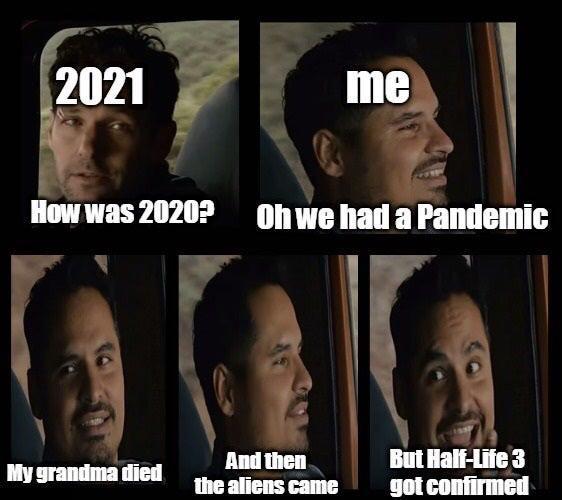 2021
me
How was 2020?
Oh we had a Pandemic
My grandma died
And then
the aliens came
But Half-Life 3
got confirmed